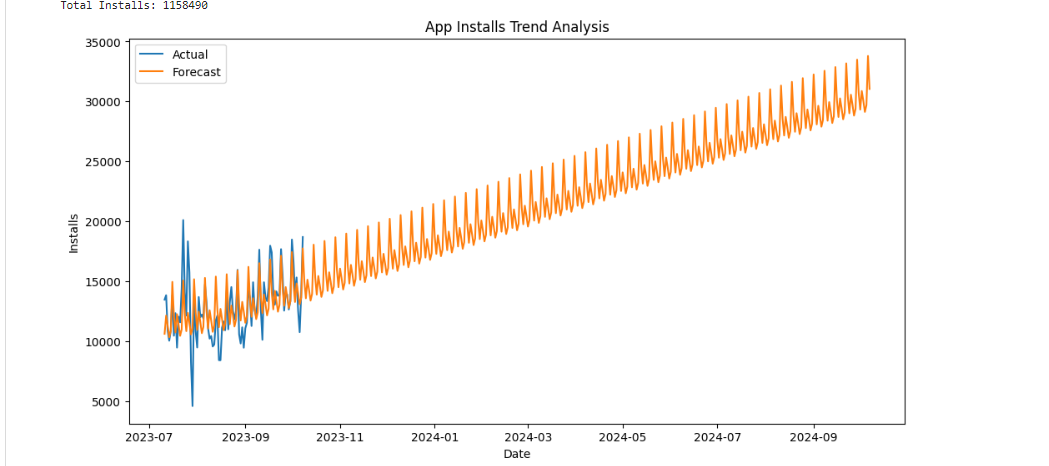 Total Installs: 1158490
App Installs Trend Analysis
35000
Actual
Forecast
30000
25000
20000
15000
10000
5000
Installs
2023-07 2023-09 2023-11 2024-01 2024-03 2024-05 2024-07 2024-09
Date